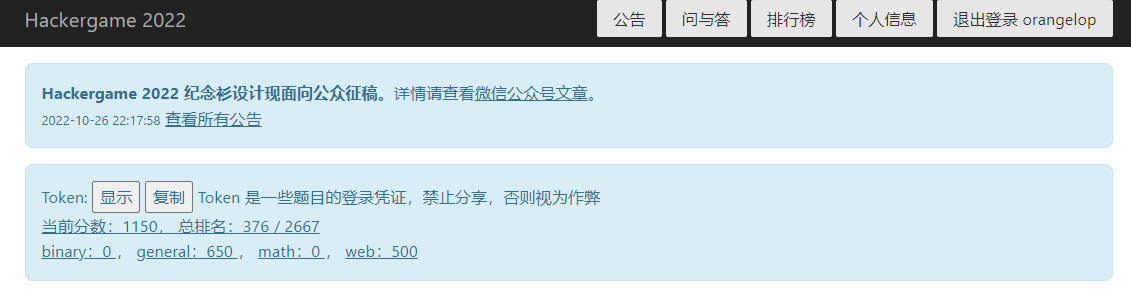 Hackergame 2022 公告 问与答 排行榜 个人信息 退出登录 orangelop
Hackergame 2022 纪念衫设计现面向公众征稿。详情请查看微信公众号文章。
2022-10-26 22:17:58 查看所有公告
Token: 显示 复制 Token 是一些题目的登录凭证，禁止分享，否则视为作弊
当前分数：1150， 总排名：376 / 2667
binary：0 ， general：650 ， math：0 ， web：500